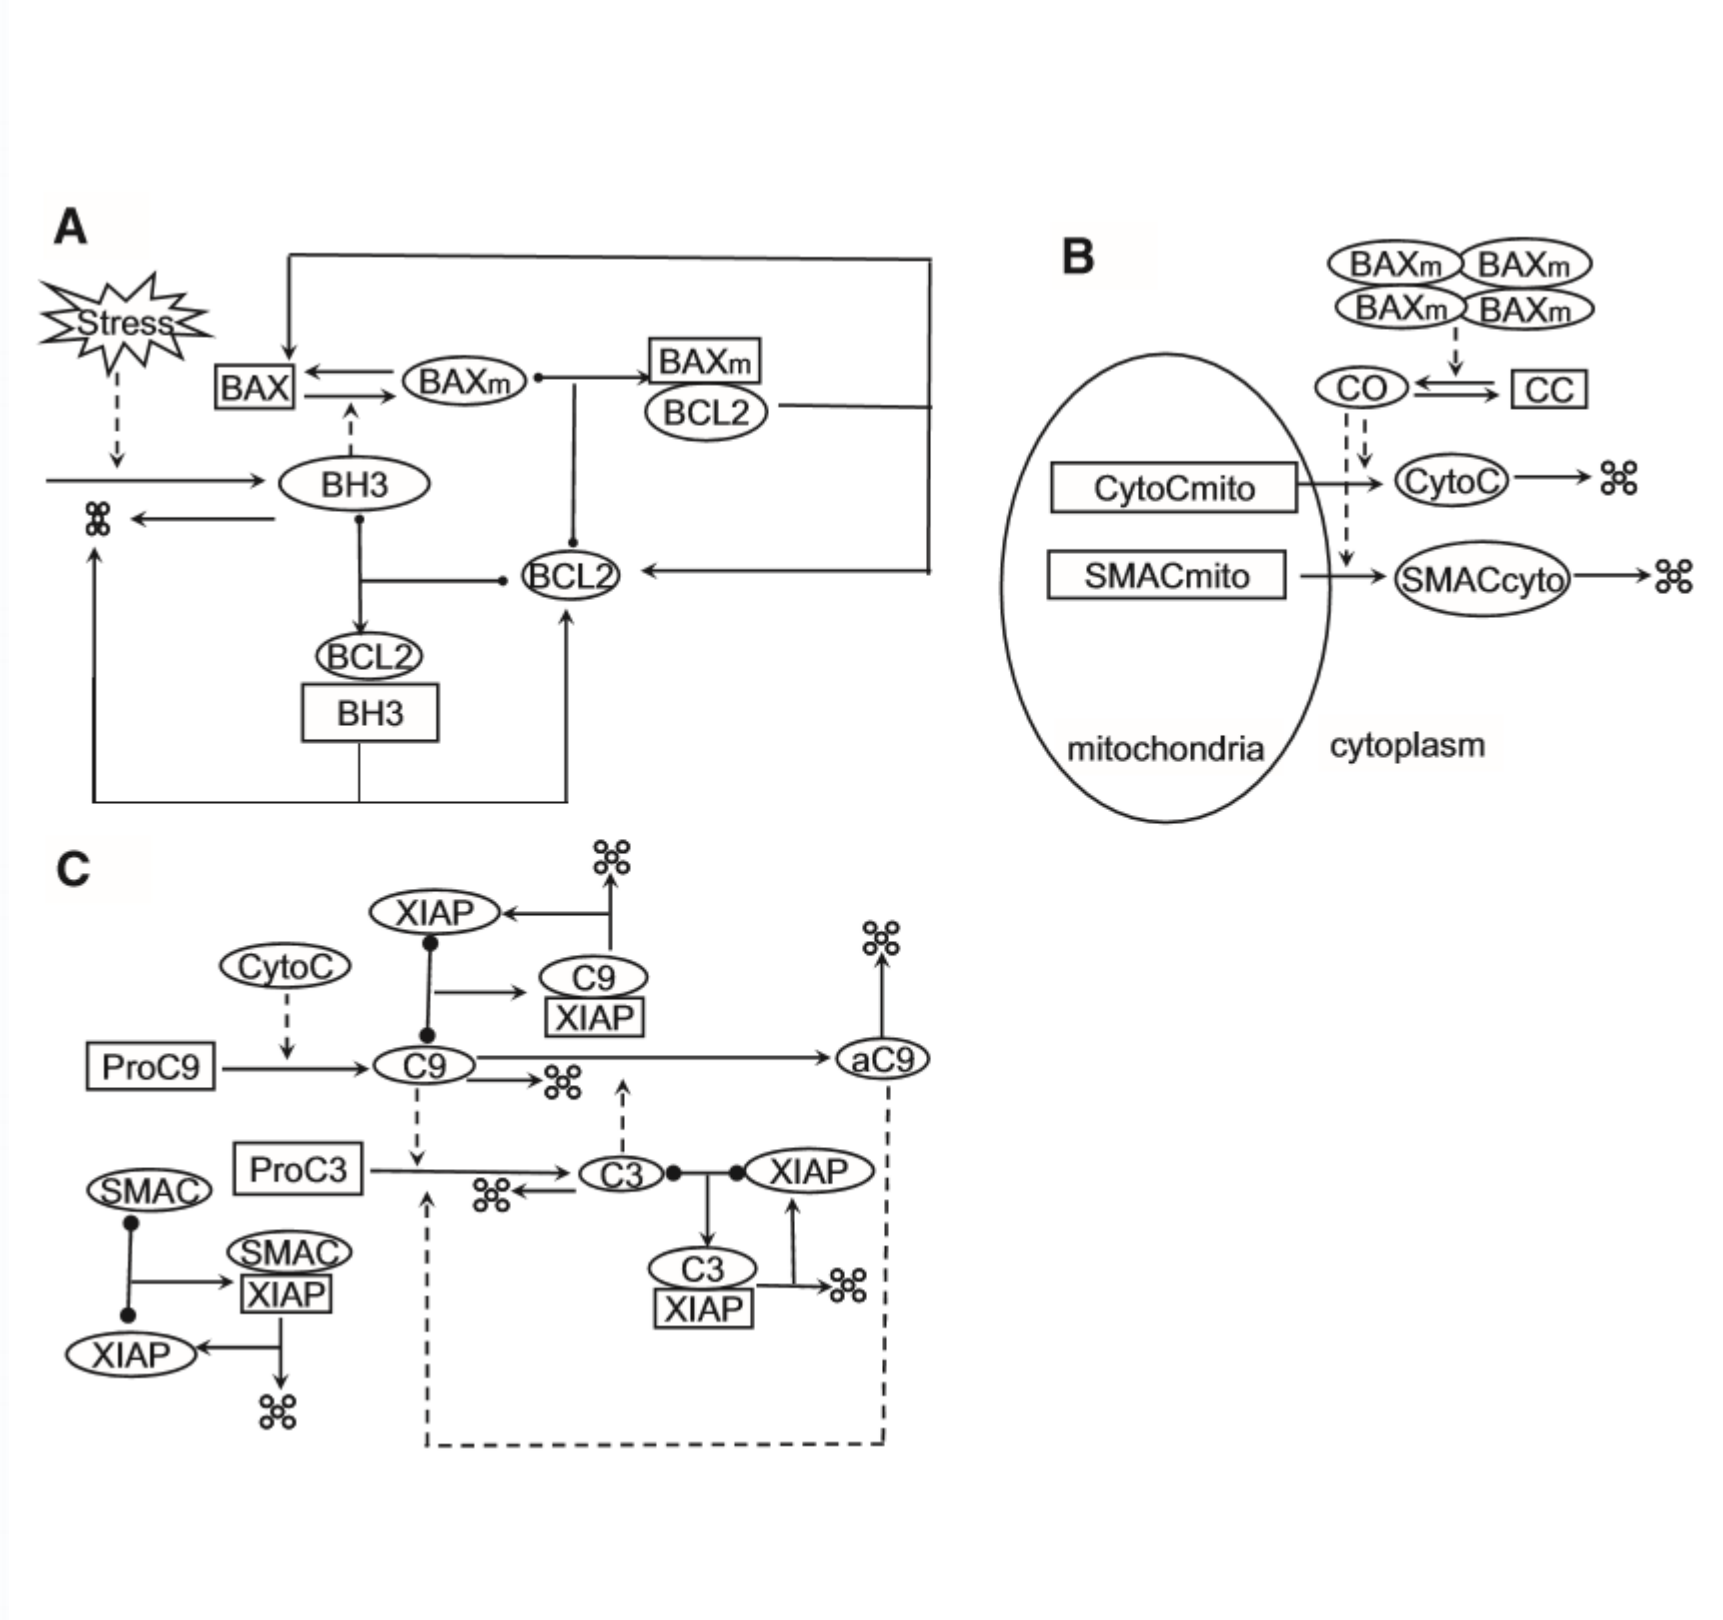 A
Stress
BAX
BAXm
BAXm
BCL2
BH3
BCL2
BCL2
BH3
B
BAXm BAXm
BAXm BAXm
CO
CC
CytoCmito
CytoC
SMACmito
SMACcyto
mitochondria
cytoplasm
C
XIAP
CytoC
C9
XIAP
ProC9
C9
aC9
ProC3
C3
XIAP
SMAC
SMAC
XIAP
C3
XIAP
XIAP